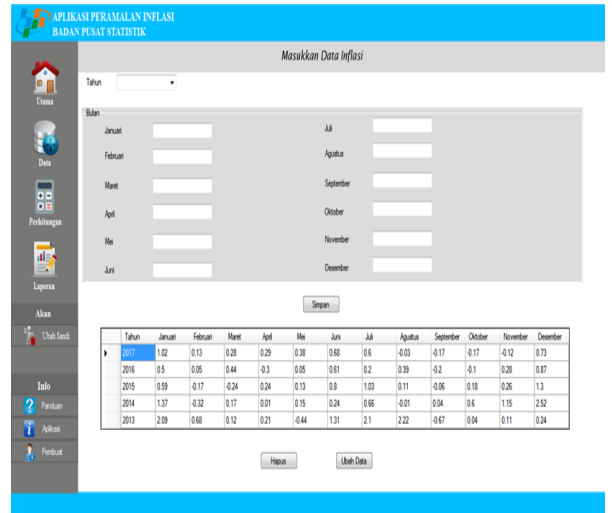 APLIKASI PERAMALAN INFLASI
BADAN PUSAT STATISTIK
Masukkan Data Inflasi
Utama
Data
Perhitungan
Laporan
Akun
Ubah Sandi
Info
Panduan
Aplikasi
Pembuat
Tahun
Bulan
Januari
Februari
Maret
April
Mei
Juni
Juli
Agustus
September
Oktober
November
Desember
Simpan
Tahun Januari Februari Maret April Mei Juni Juli Agustus September Oktober November Desember
2017 1.02 0.13 0.28 0.29 0.38 0.68 0.6 -0.03 -0.17 -0.17 -0.12 0.73
2016 0.5 0.05 0.44 -0.3 0.05 0.61 0.2 0.39 -0.2 -0.1 0.28 0.87
2015 0.59 -0.17 -0.24 0.24 0.13 0.8 1.03 0.11 -0.06 0.18 0.26 1.3
2014 1.37 -0.32 0.17 0.01 0.15 0.24 0.66 -0.01 0.04 0.6 1.15 2.52
2013 2.09 0.68 0.12 0.21 -0.44 1.31 2.1 2.22 -0.67 0.04 0.11 0.24
Hapus
Ubah Data